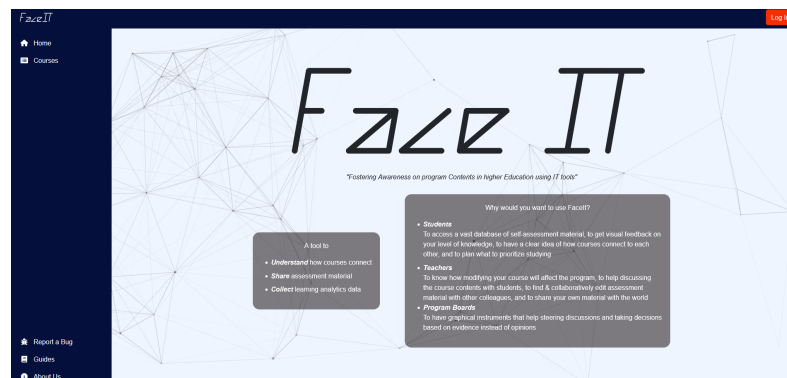 FaceIT
Log i
Home
Courses
Face IT
"Fostering Awareness on program Contents in higher Education using IT tools"
A tool to
• Understand how courses connect
• Share assessment material
• Collect learning analytics data
Why would you want to use FaceIt?
• Students
To access a vast database of self-assessment material, to get visual feedback on
your level of knowledge, to have a clear idea of how courses connect to each
other, and to plan what to prioritize studying
• Teachers
To know how modifying your course will affect the program, to help discussing
the course contents with students, to find & collaboratively edit assessment
material with other colleagues, and to share your own material with the world
• Program Boards
To have graphical instruments that help steering discussions and taking decisions
based on evidence instead of opinions
Report a Bug
Guides
About Us